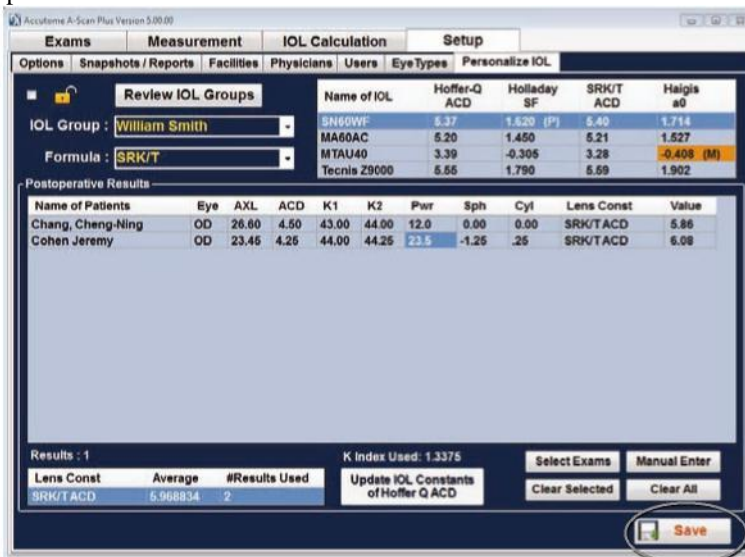 Accutome A-Scan Plus Version 5.00.00
Exams Measurement IOL Calculation Setup
Options Snapshots / Reports Facilities Physicians Users Eye Types Personalize IOL
Review IOL Groups
IOL Group : William Smith
Formula : SRK/T
Name of IOL Hoffer-Q ACD Holladay SF SRK/T ACD Haigis a0
SN60WF 5.37 1.620 (P) 5.40 1.714
MA60AC 5.20 1.450 5.21 1.527
MTAU40 3.39 -0.305 3.28 -0.408 (M)
Tecnis Z9000 5.55 1.790 5.59 1.902
Postoperative Results
Name of Patients Eye AXL ACD K1 K2 Pwr Sph Cyl Lens Const Value
Chang, Cheng-Ning OD 26.60 4.50 43.00 44.00 12.0 0.00 0.00 SRK/T ACD 5.86
Cohen Jeremy OD 23.45 4.25 44.00 44.25 23.5 -1.25 .25 SRK/T ACD 6.08
Results : 1
K Index Used: 1.3375
Select Exams Manual Enter
Lens Const Average #Results Used
SRK/T ACD 5.968834 2
Update IOL Constants
of Hoffer Q ACD
Clear Selected Clear All
Save